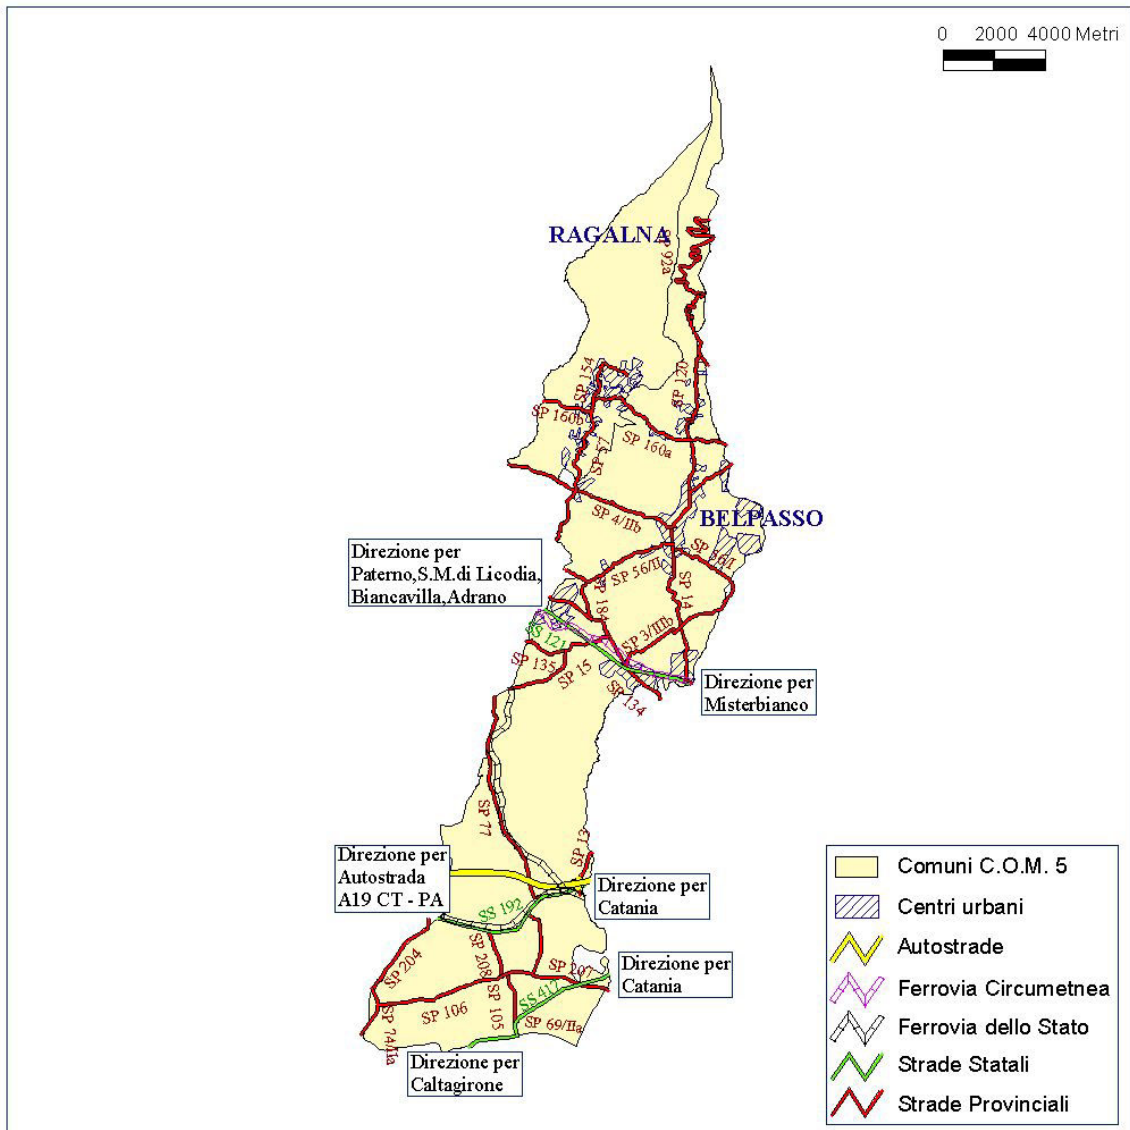 0 2000 4000 Metri
RAGALNA
SP 92a
SP 154
SP 120
SP 160b
SP 57
SP 160a
SP 4/IIb
BELPASSO
SP 56/I
SP 56/II
Direzione per
Paterno,S.M.di Licodia,
Biancavilla,Adrano
SP 184
SP 14
SS 121
SP 3/IIIb
SP 135
SP 15
SP 134
Direzione per
Misterbianco
SP 77
SP 13
Direzione per
Autostrada
A19 CT - PA
Direzione per
Catania
SS 192
SP 204
SP 208
SP 207
Direzione per
Catania
SP 106
SP 105
SS 417
SP 69/IIa
SP 74/IIa
Direzione per
Caltagirone
Comuni C.O.M. 5
Centri urbani
Autostrade
Ferrovia Circumetnea
Ferrovia dello Stato
Strade Statali
Strade Provinciali